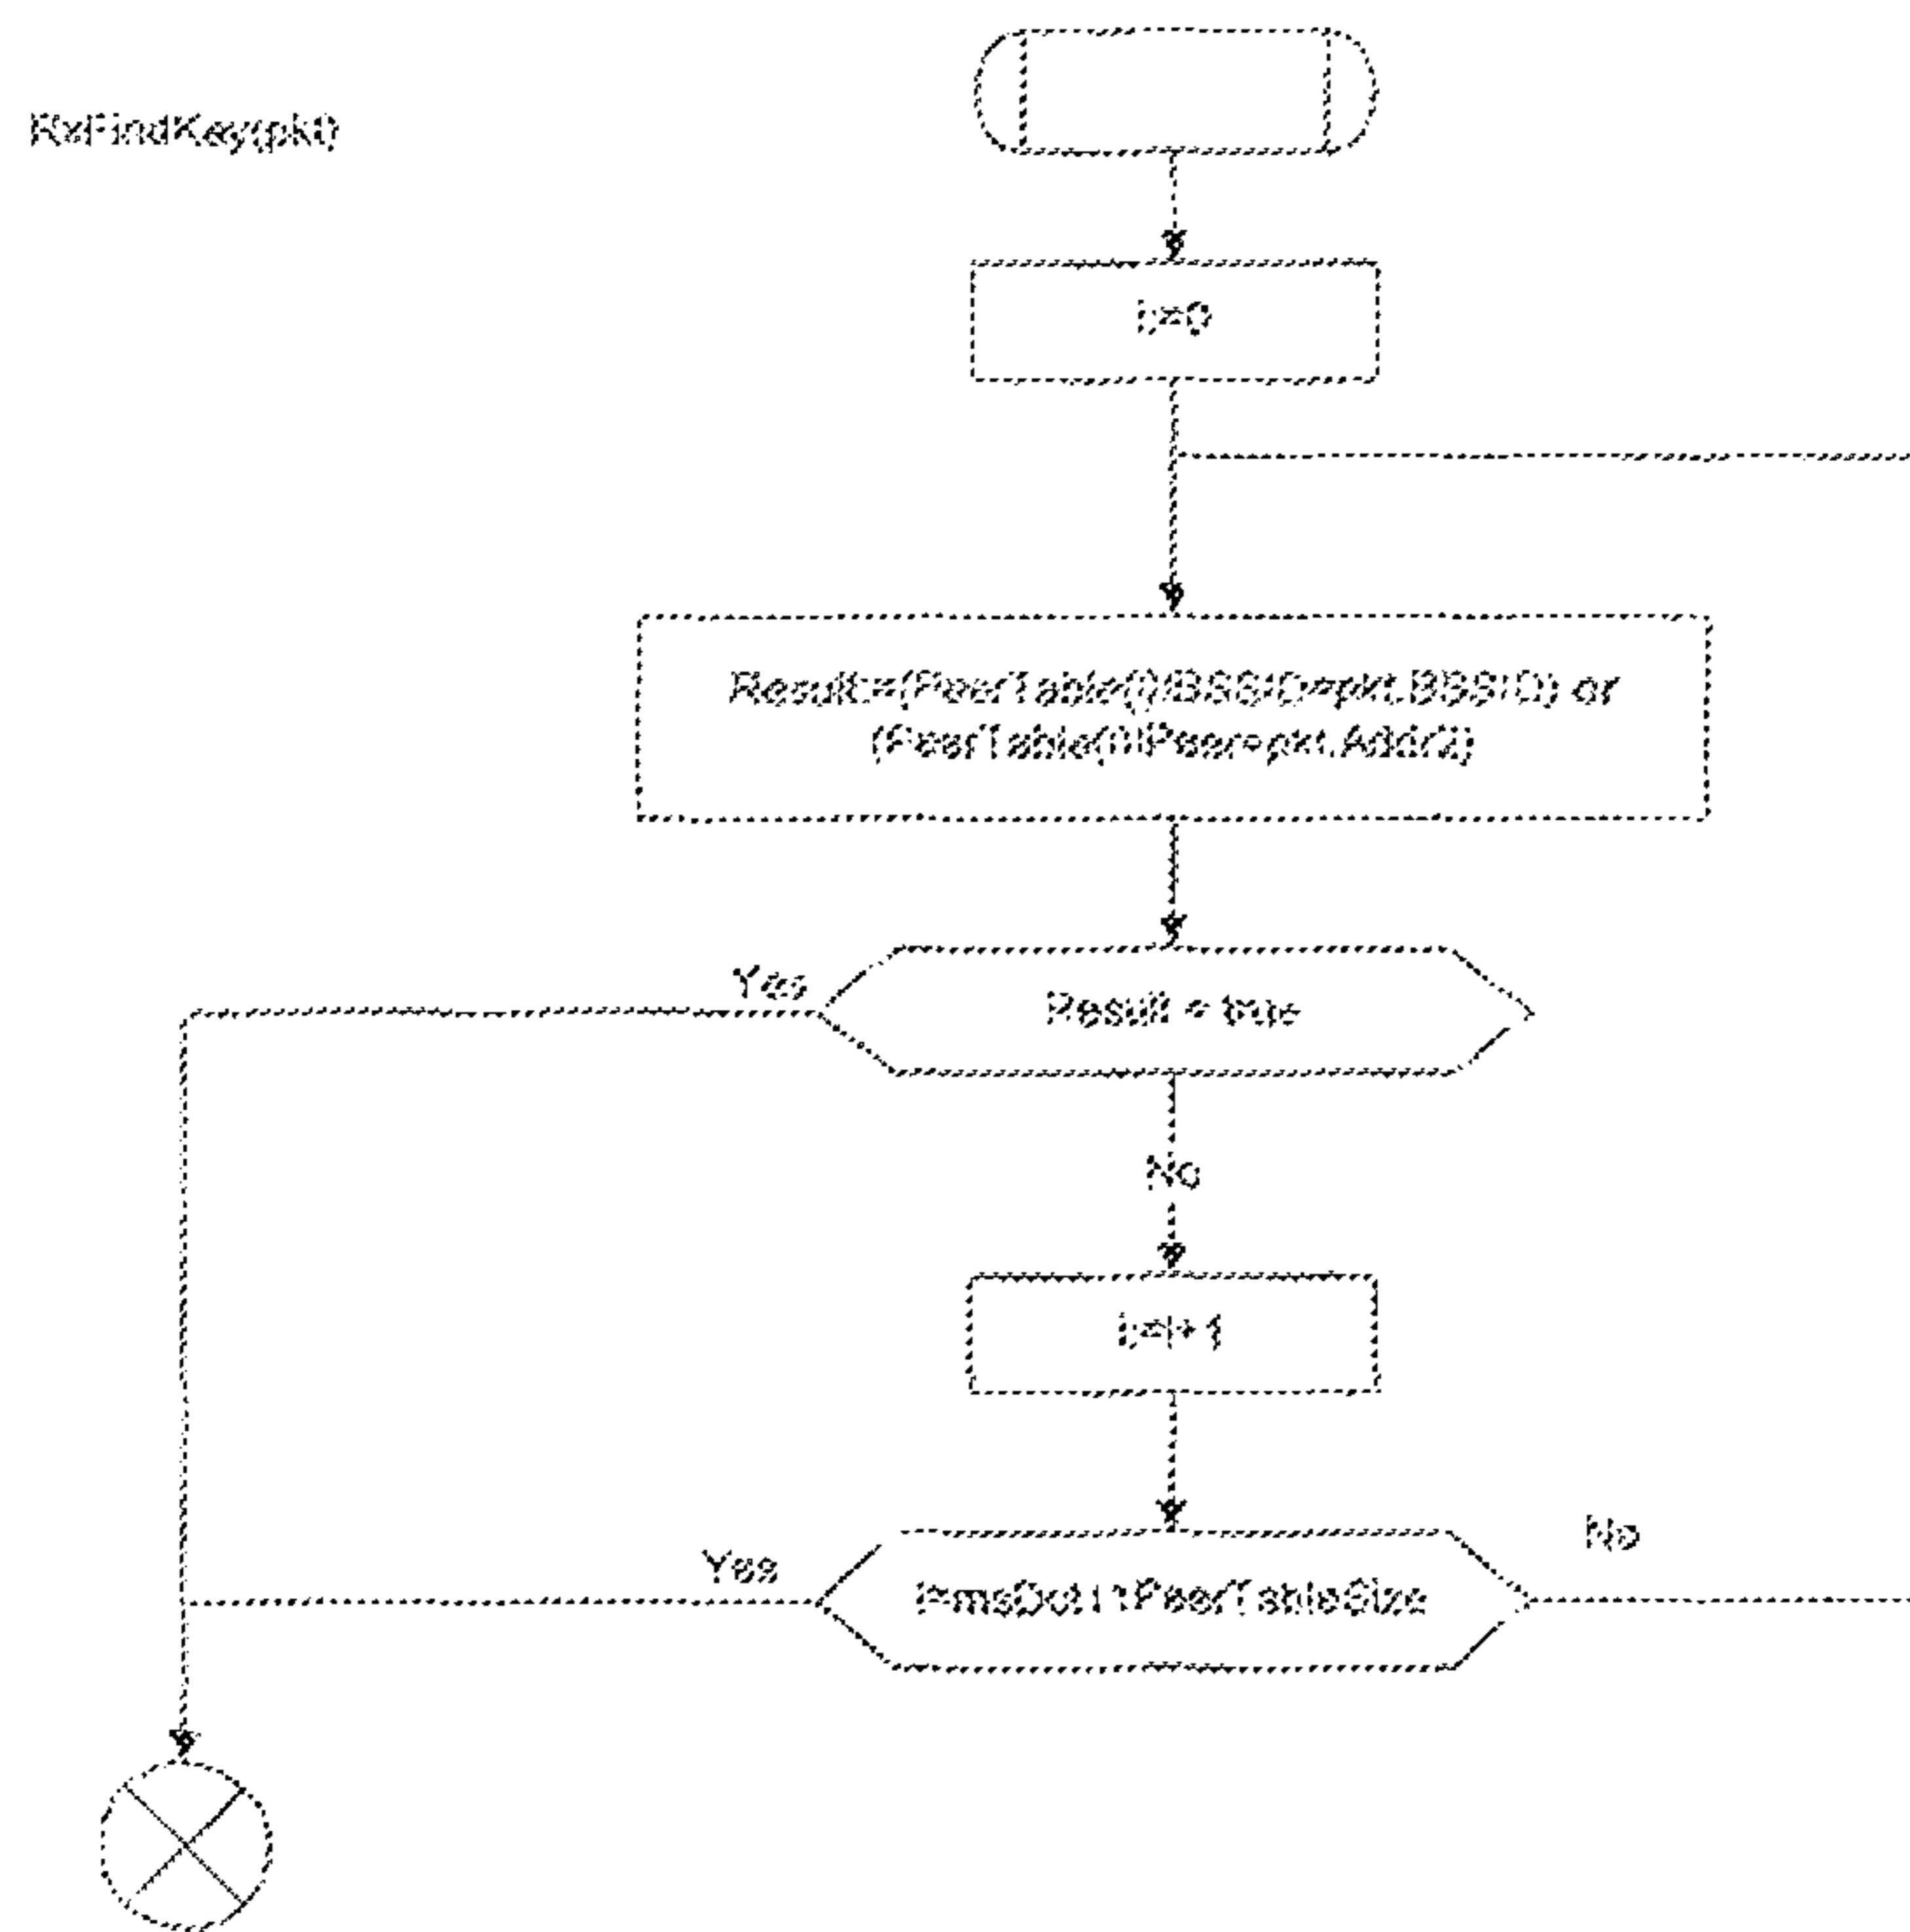 RxFindKey(pkt)
i:=0
Result:=(PeerTable(i).BSSID=pkt.BSSID) or
(PeerTable(i).Peer=pkt.Addr2)
Yes
Result = true
No
i:=i+1
Yes
i=msDot11PeerTableSize
No